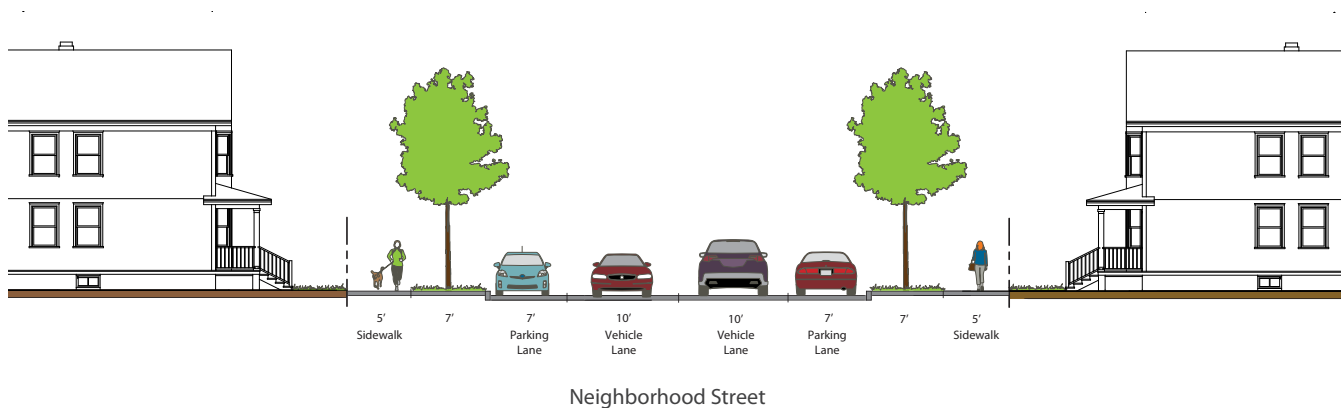 5’ 7’ 7’ 10’ 10’ 7’ 7’ 5’
Sidewalk Parking Vehicle Vehicle Parking Sidewalk
Lane Lane Lane Lane
Neighborhood Street